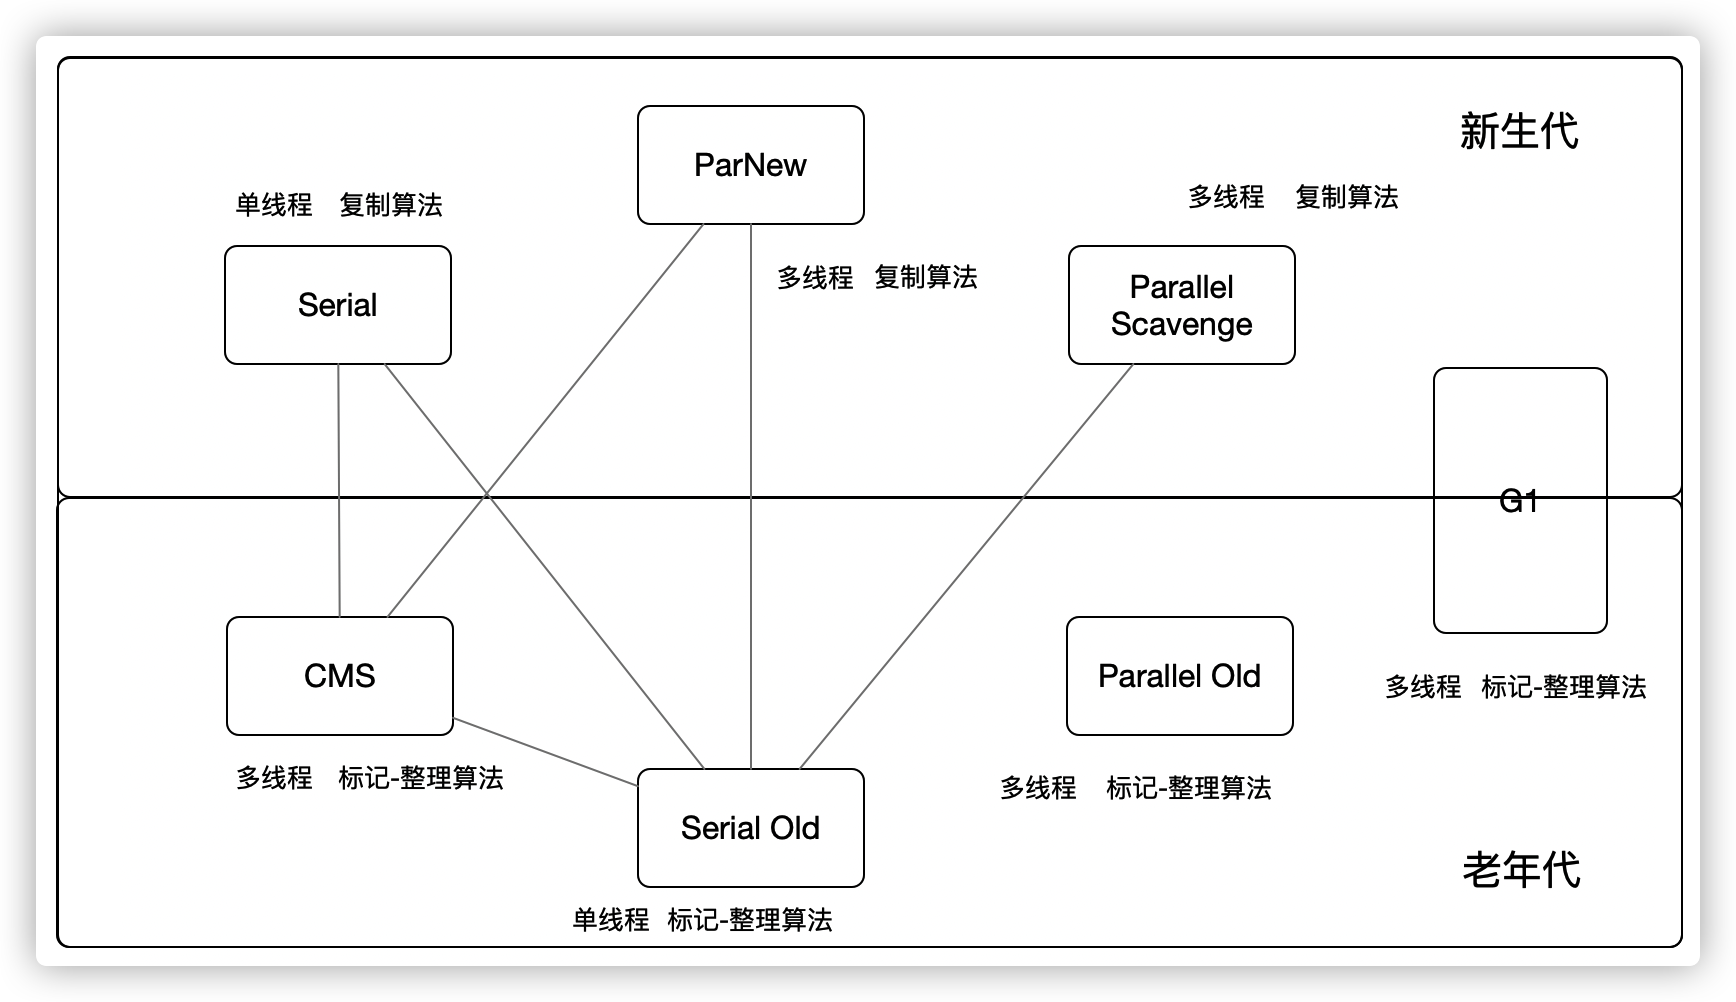 新生代
ParNew
单线程 复制算法
多线程 复制算法
Serial
多线程 复制算法
Parallel
Scavenge
G1
CMS
Parallel Old
多线程 标记-整理算法
多线程 标记-整理算法
多线程 标记-整理算法
Serial Old
老年代
单线程 标记-整理算法